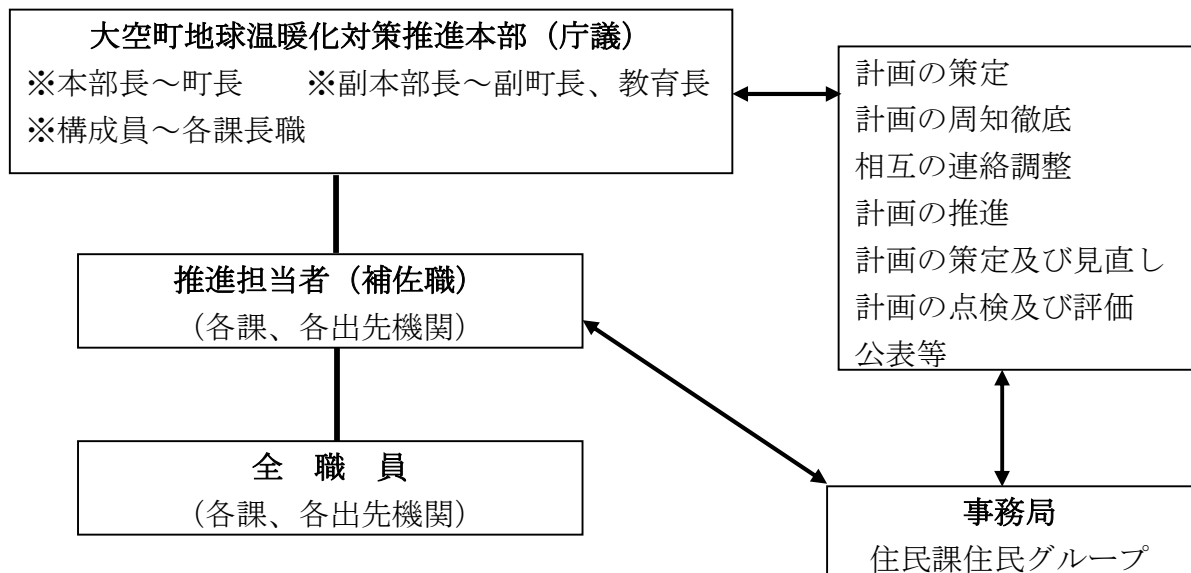 大空町地球温暖化対策推進本部（庁議）
※本部長～町長　　※副本部長～副町長、教育長
※構成員～各課長職
計画の策定
計画の周知徹底
相互の連絡調整
計画の推進
計画の策定及び見直し
計画の点検及び評価
公表等
推進担当者（補佐職）
（各課、各出先機関）
全　職　員
（各課、各出先機関）
事務局
住民課住民グループ